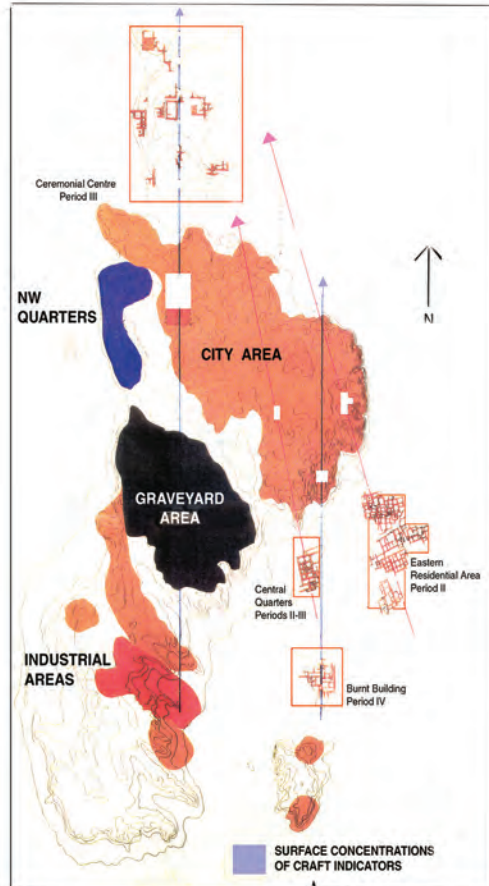 Ceremonial Centre
Period III
N
NW
QUARTERS
CITY AREA
GRAVEYARD
AREA
Eastern
Residential Area
Period II
Central
Quarters
Periods II-III
INDUSTRIAL
AREAS
Burnt Building
Period IV
SURFACE CONCENTRATIONS
OF CRAFT INDICATORS